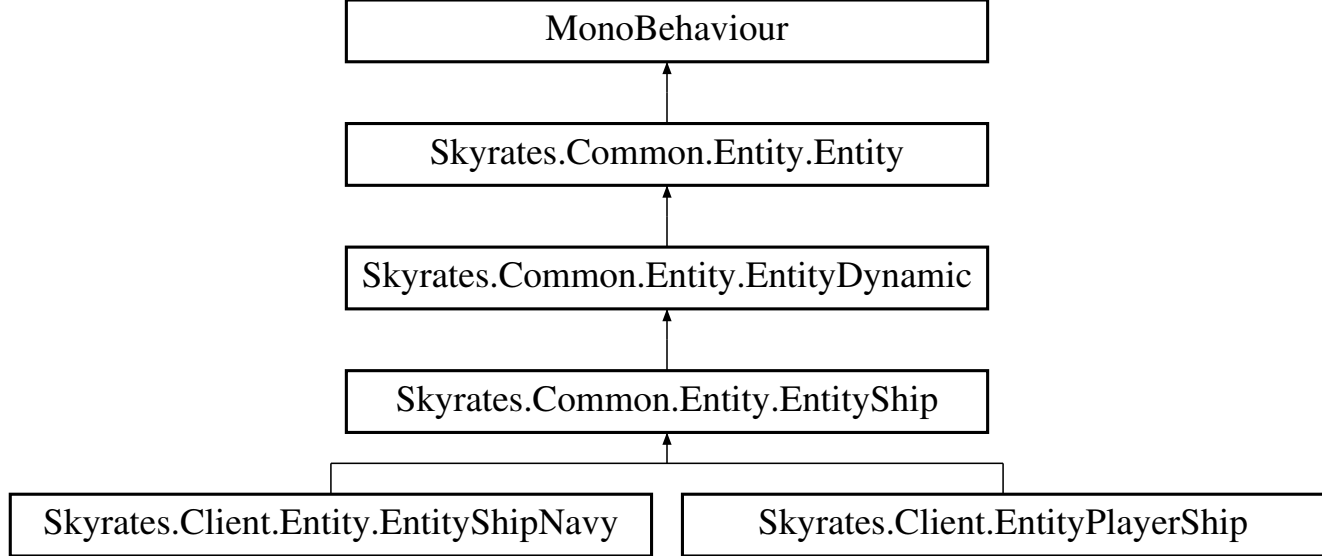 MonoBehaviour
Skyrates.Common.Entity.Entity
Skyrates.Common.Entity.EntityDynamic
Skyrates.Common.Entity.EntityShip
Skyrates.Client.Entity.EntityShipNavy
Skyrates.Client.EntityPlayerShip